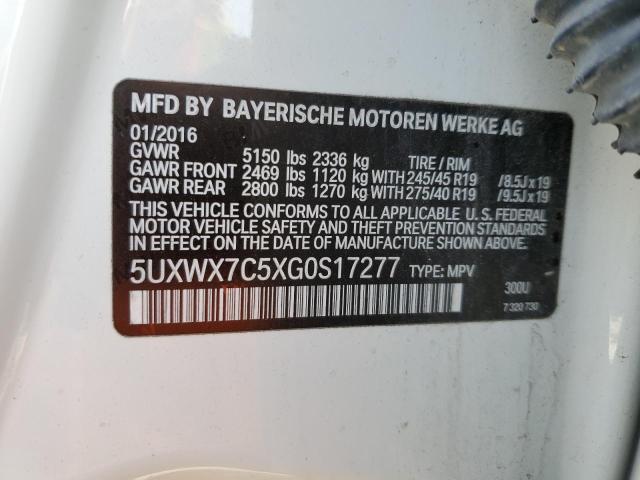 MFD BY BAYERISCHE MOTOREN WERKE AG
01/2016
GVWR 5150 lbs 2336 kg TIRE / RIM
GAWR FRONT 2469 lbs 1120 kg WITH 245/45 R19 /8.5J x 19
GAWR REAR 2800 lbs 1270 kg WITH 275/40 R19 /9.5J x 19
THIS VEHICLE CONFORMS TO ALL APPLICABLE U. S. FEDERAL
MOTOR VEHICLE SAFETY AND THEFT PREVENTION STANDARDS
IN EFFECT ON THE DATE OF MANUFACTURE SHOWN ABOVE.
5UXWX7C5XG0S17277 TYPE: MPV
300U
7 320 730